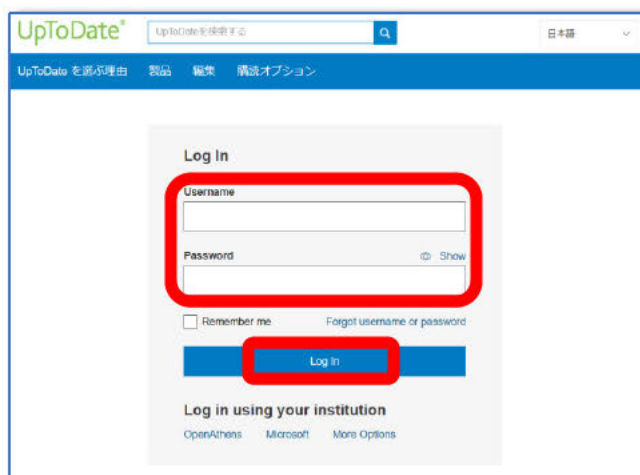 UpToDate®
UpToDateを検索する
日本語
UpToDate を選ぶ理由 製品 編集 購読オプション
Log In
Username
Password Show
Remember me Forgot username or password
Log In
Log in using your institution
OpenAthens Microsoft More Options